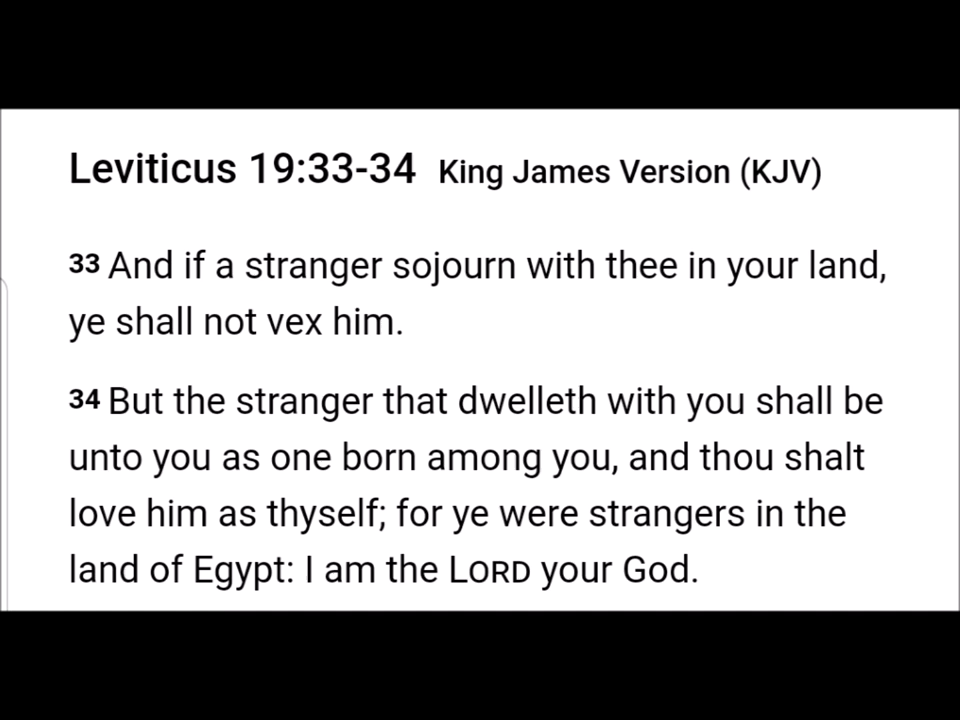 Leviticus 19:33-34 King James Version (KJV)
33 And if a stranger sojourn with thee in your land,
ye shall not vex him.
34 But the stranger that dwelleth with you shall be
unto you as one born among you, and thou shalt
love him as thyself; for ye were strangers in the
land of Egypt: I am the LORD your God.